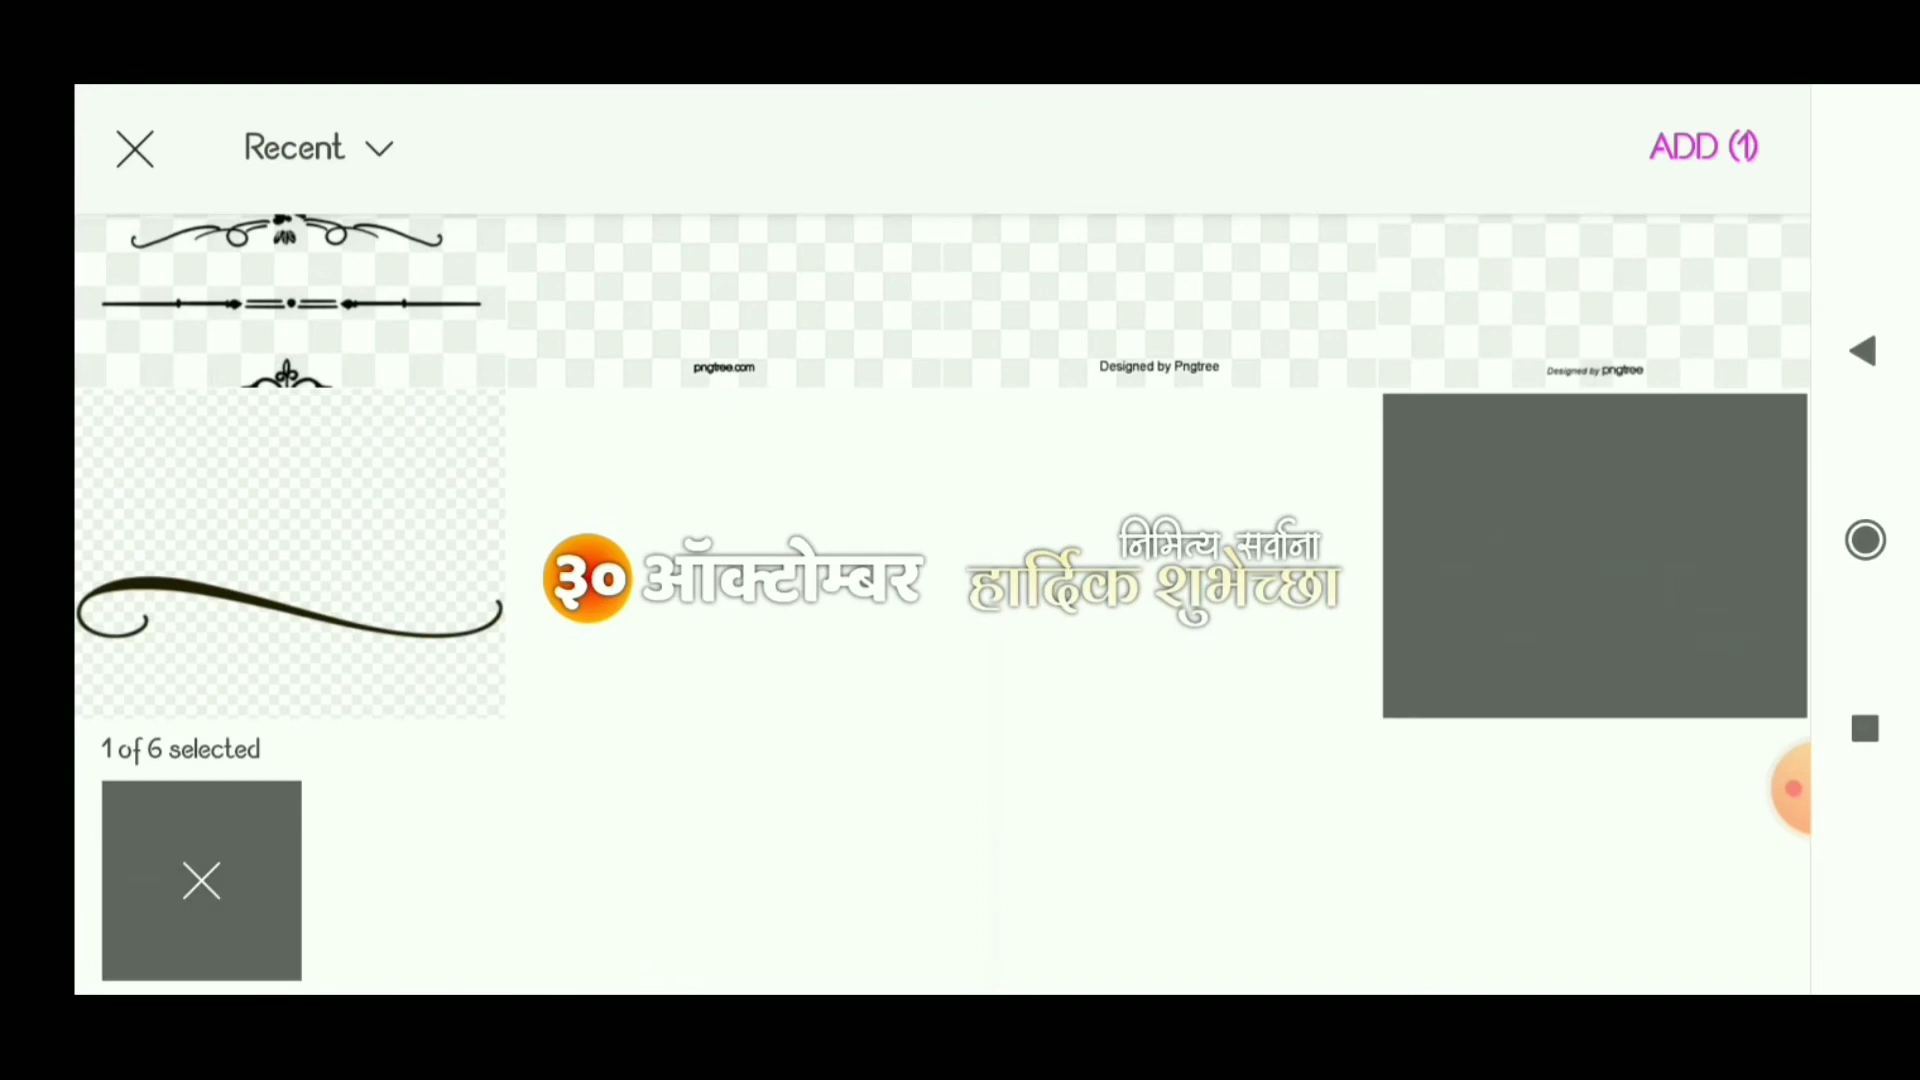 Recent
ADD (1)
pngtree.com
Designed by Pngtree
Designed by pngtree
३० ऑक्टोम्बर
निमित्य सर्वाना
हार्दिक शुभेच्छा
1 of 6 selected